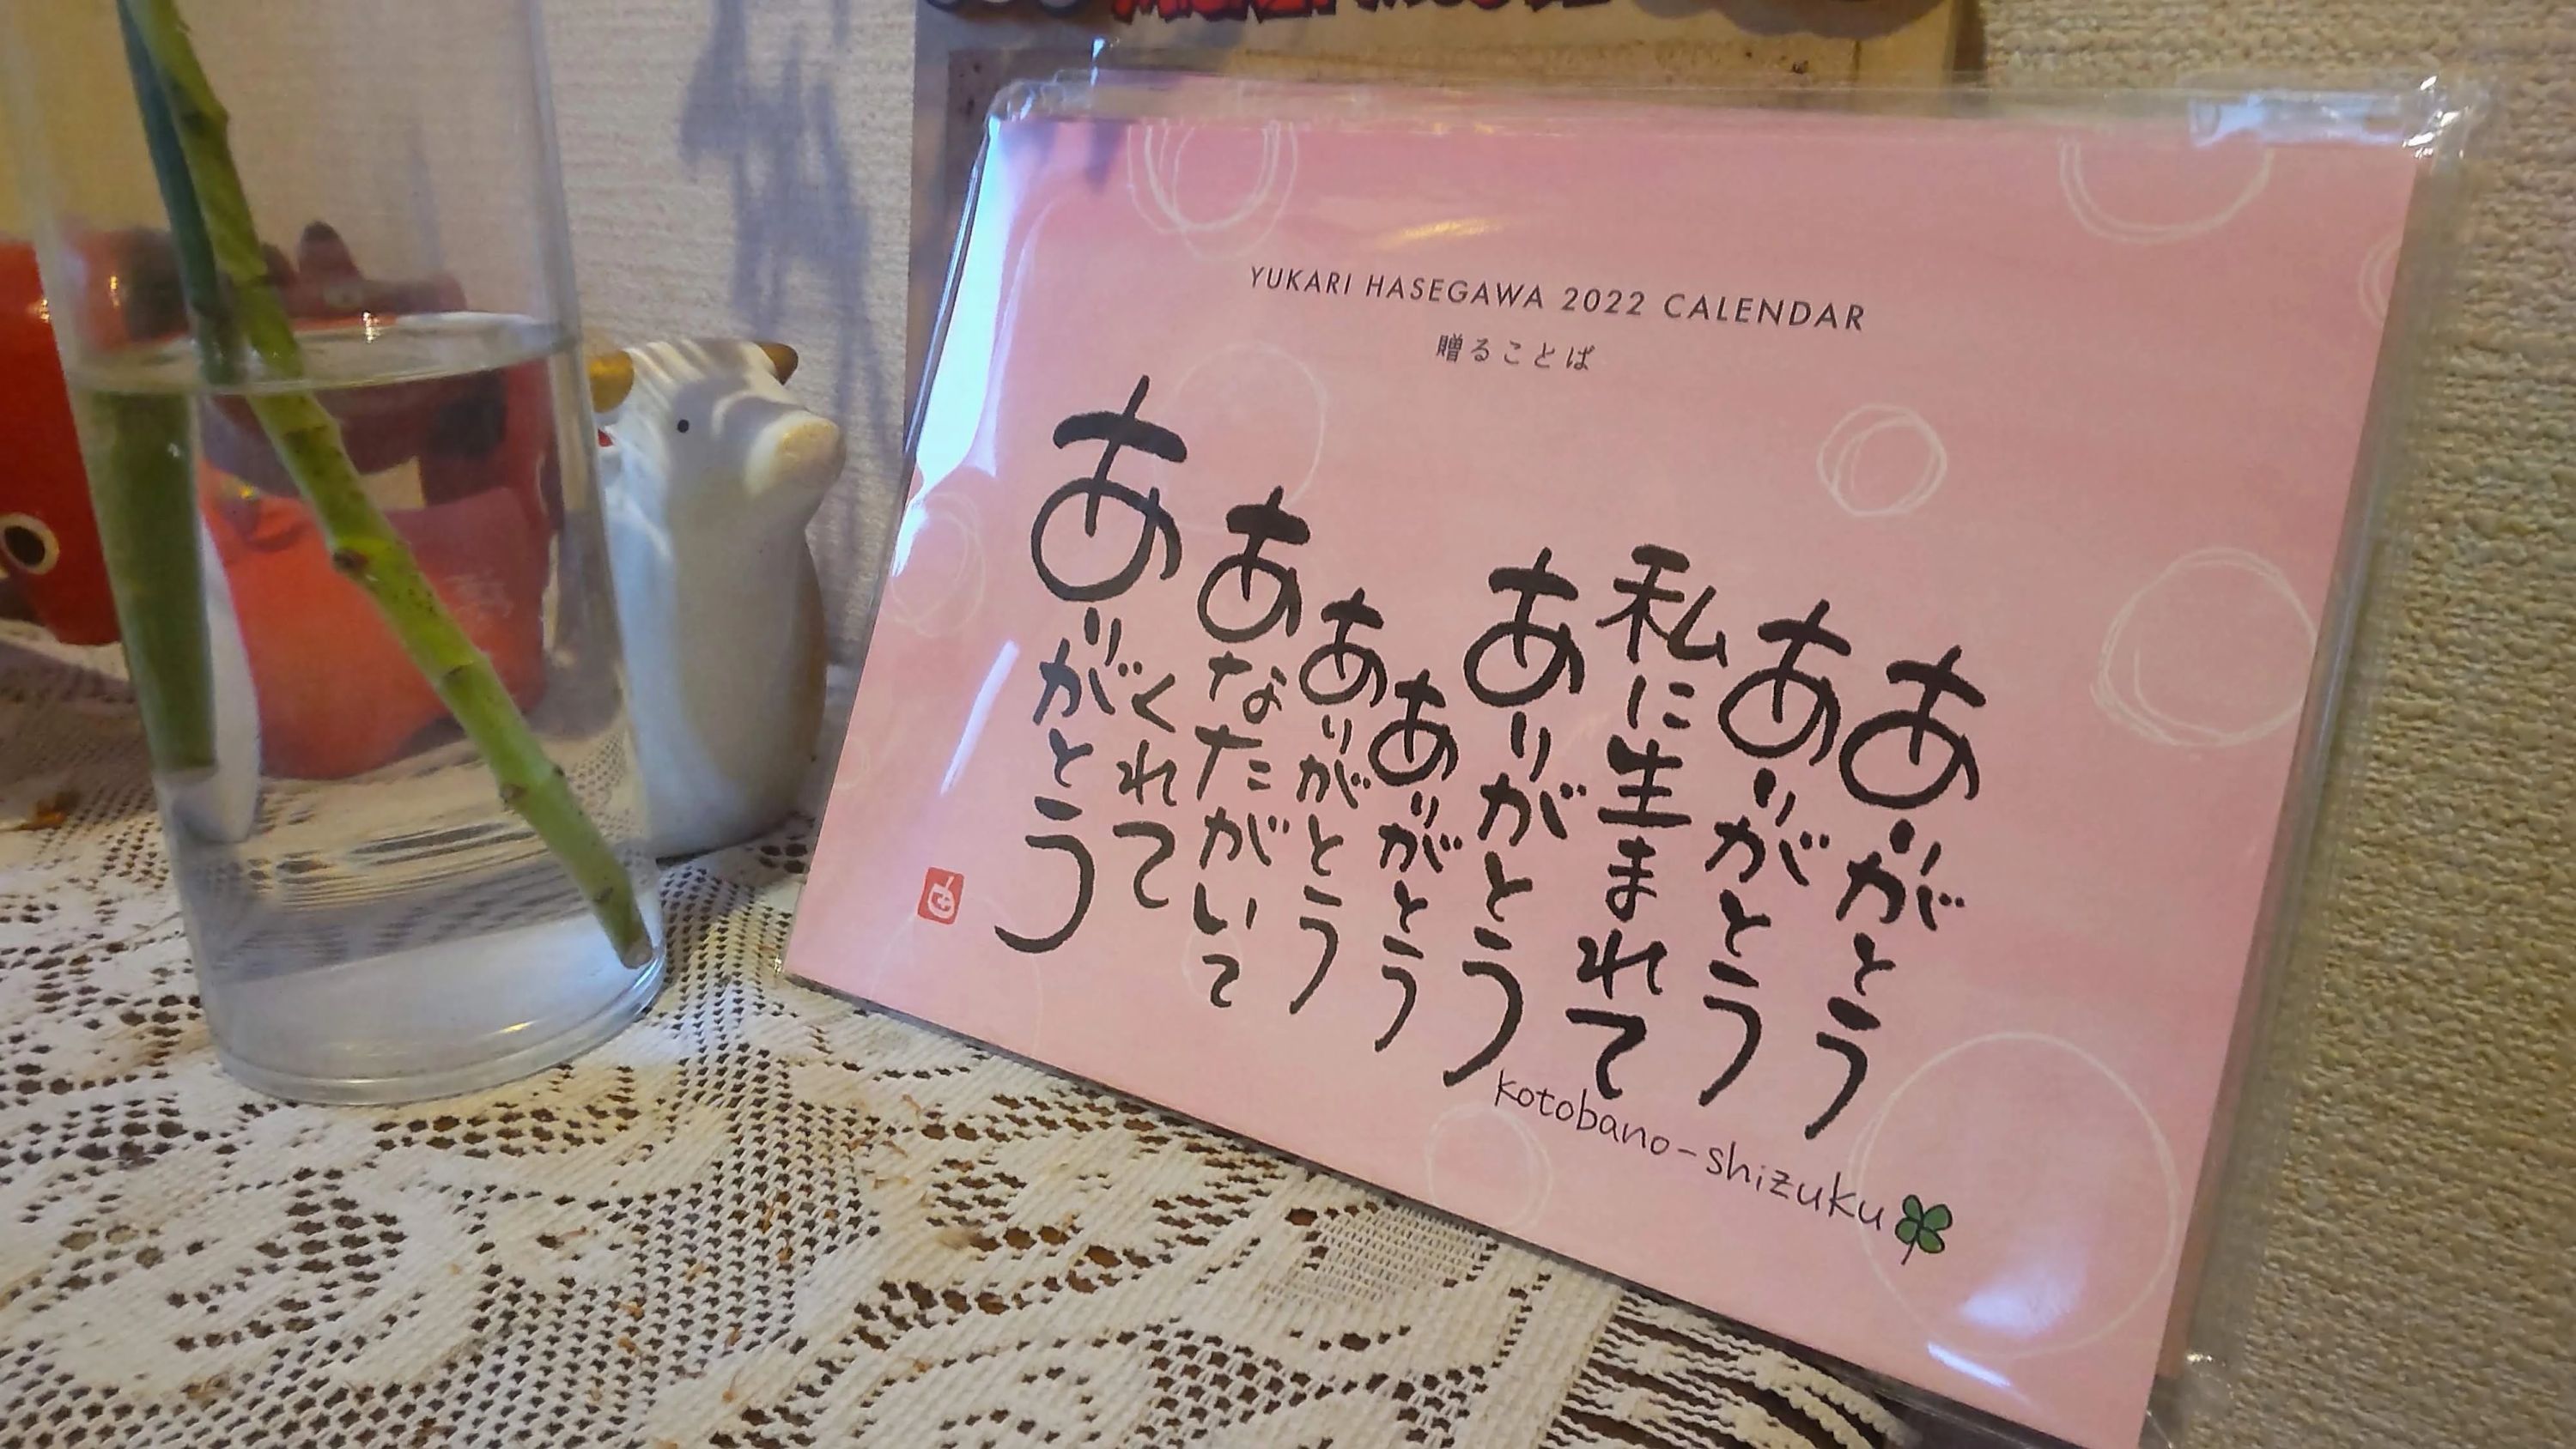 YUKARI HASEGAWA 2022 CALENDAR
贈ることば
ありがとう
ありがとう
私に生まれて
ありがとう
ありがとう
ありがとう
あなたがいて
くれて
ありがとう
kotobano-shizuku